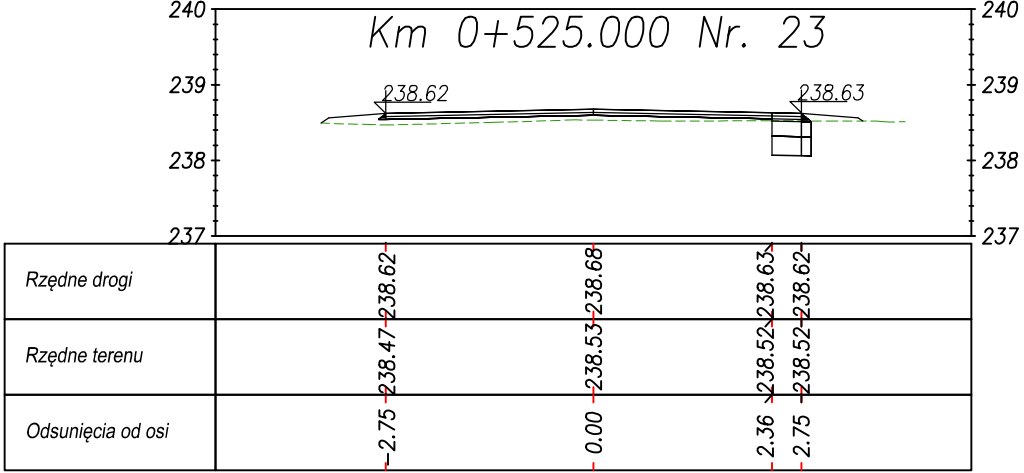 240 240
Km 0+525.000 Nr. 23
239 239
238.62 238.63
238 238
237 237
Rzędne drogi 238.62 238.68 238.63 238.62
Rzędne terenu 238.47 238.53 238.52 238.52
Odsunięcia od osi -2.75 0.00 2.36 2.75